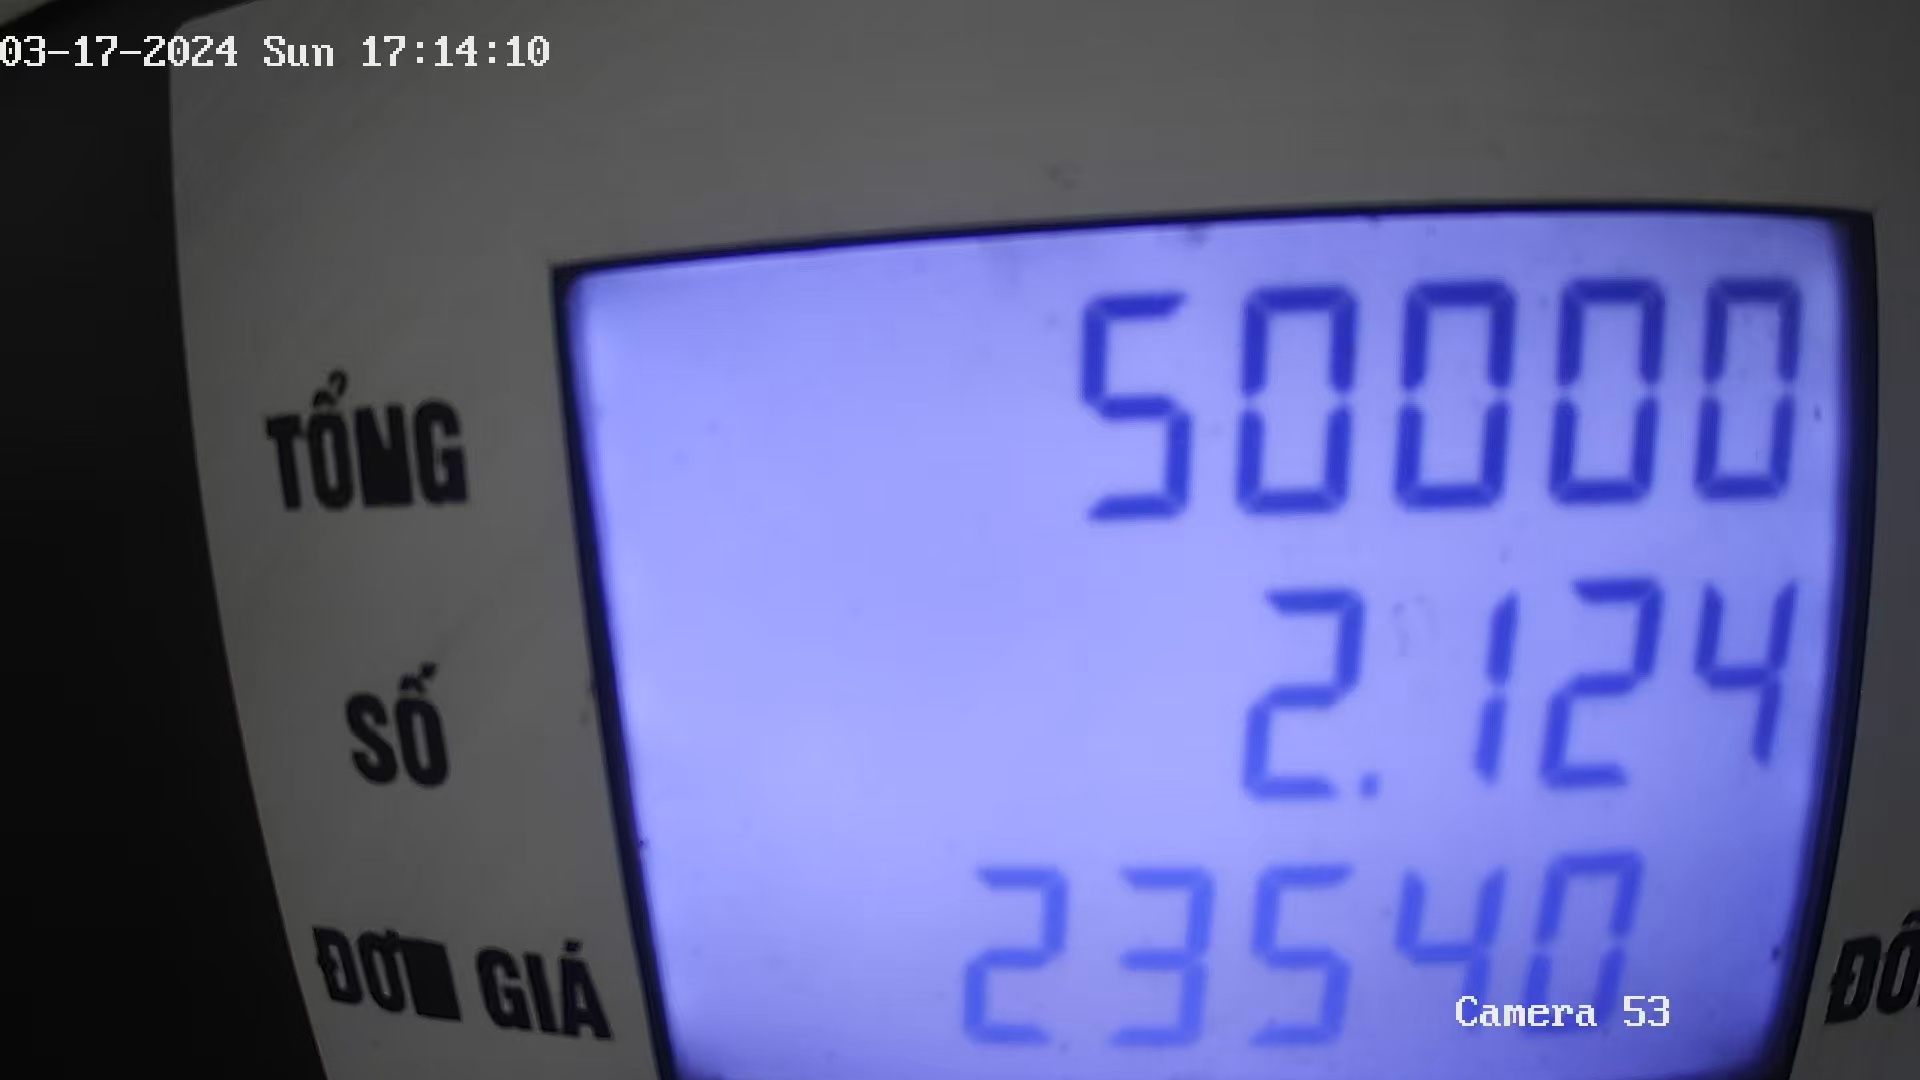 03-17-2024 Sun 17:14:10
TỔNG 50000
SỐ 2.124
ĐƠN GIÁ 23540
Camera 53